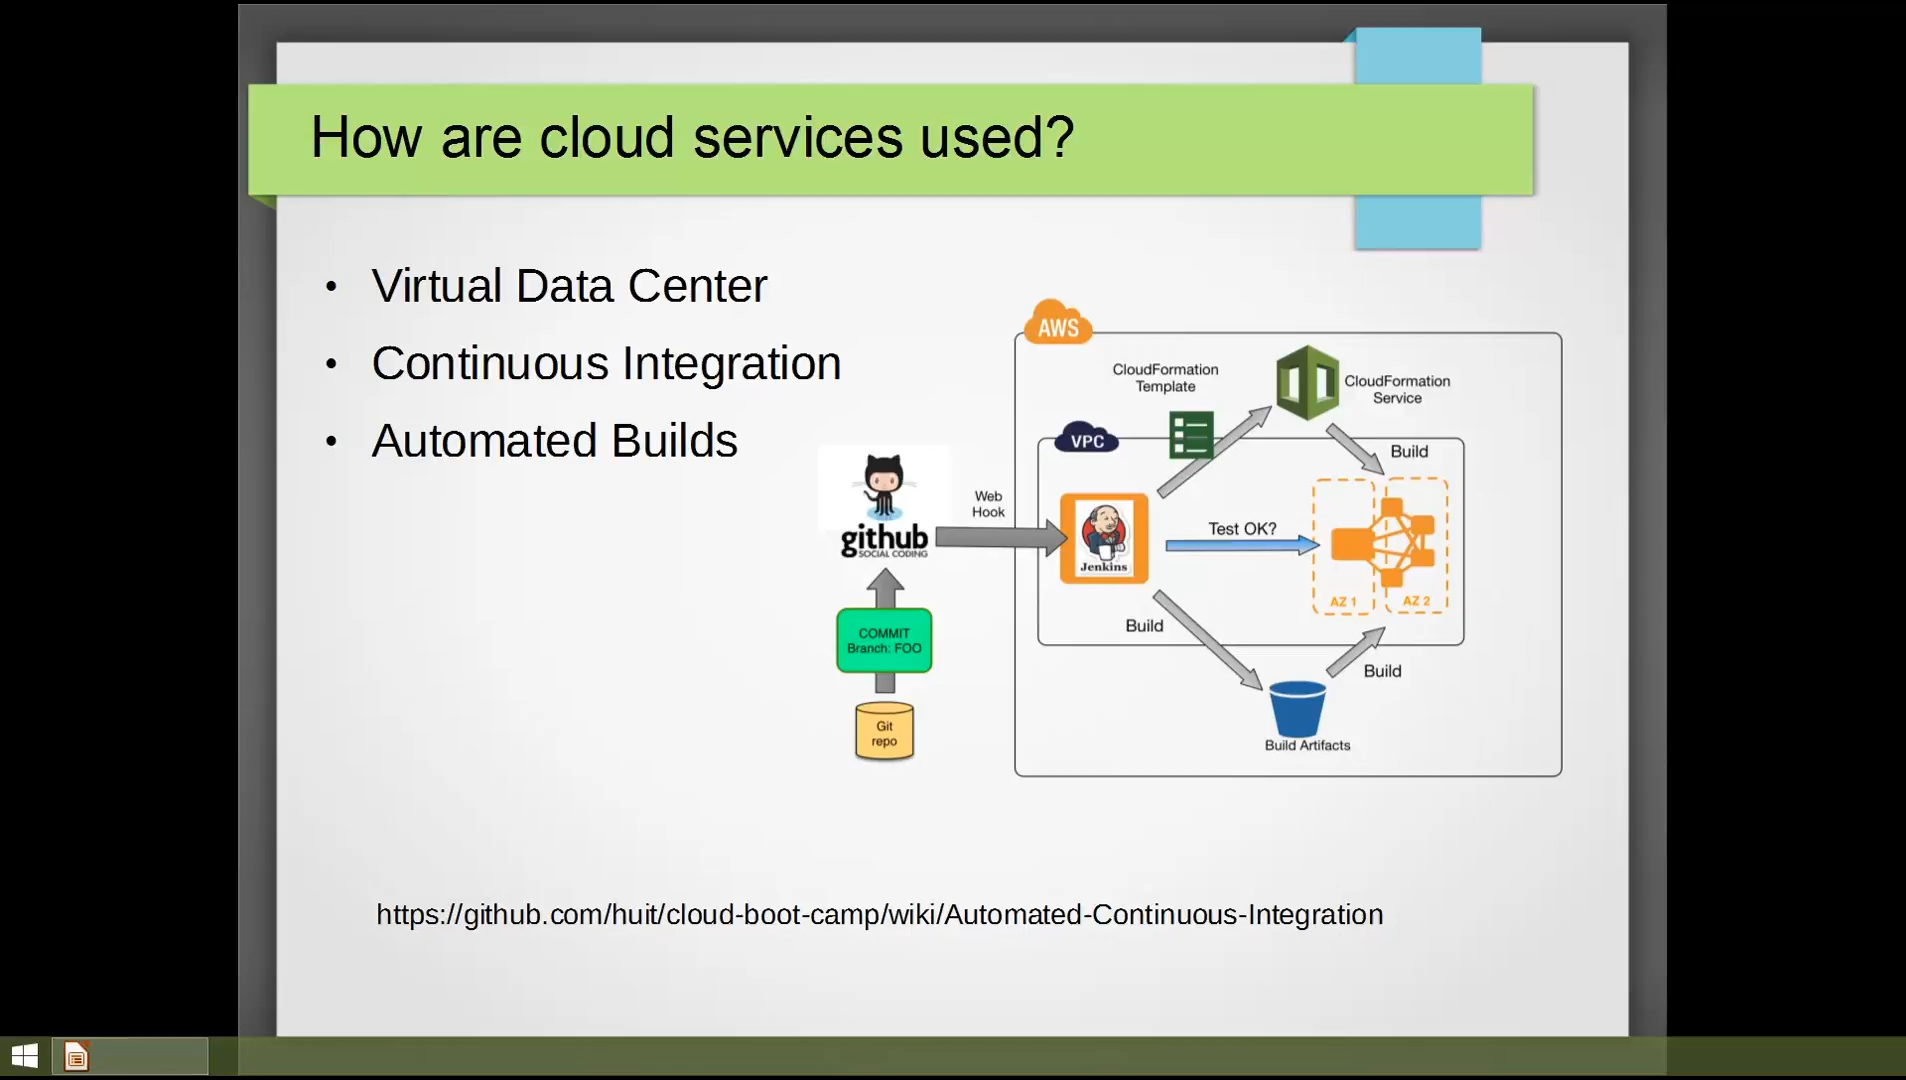 How are cloud services used?
• Virtual Data Center
• Continuous Integration
• Automated Builds
AWS
CloudFormation
Template
CloudFormation
Service
VPC
Build
github
SOCIAL CODING
Web
Hook
Jenkins
Test OK?
AZ 1
AZ 2
COMMIT
Branch: FOO
Build
Build
Git
repo
Build Artifacts
https://github.com/huit/cloud-boot-camp/wiki/Automated-Continuous-Integration